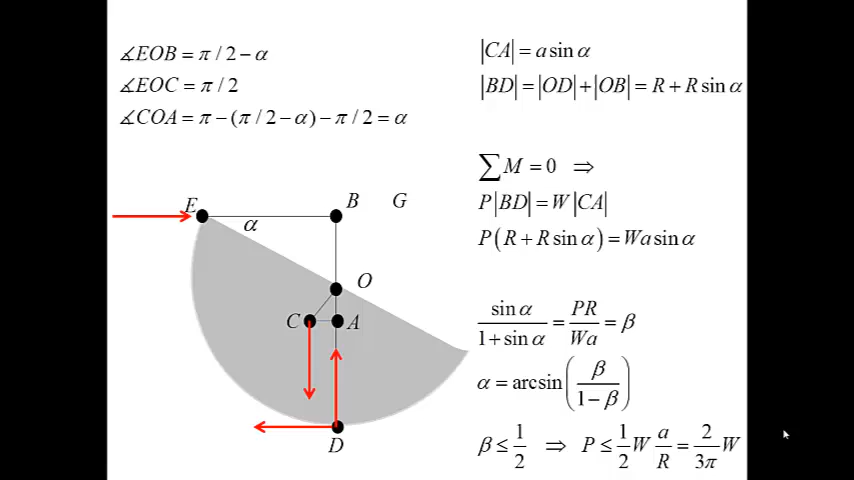 ∡EOB = π / 2 − α
∡EOC = π / 2
∡COA = π − (π / 2 − α) − π / 2 = α
|CA| = a sin α
|BD| = |OD| + |OB| = R + R sin α
∑M = 0 ⇒
P|BD| = W|CA|
P(R + R sin α) = Wa sin α
sin α / (1 + sin α) = PR / Wa = β
α = arcsin(β / (1 − β))
β ≤ 1/2 ⇒ P ≤ 1/2 W a/R = 2/3π W
E
B
G
α
O
C
A
D